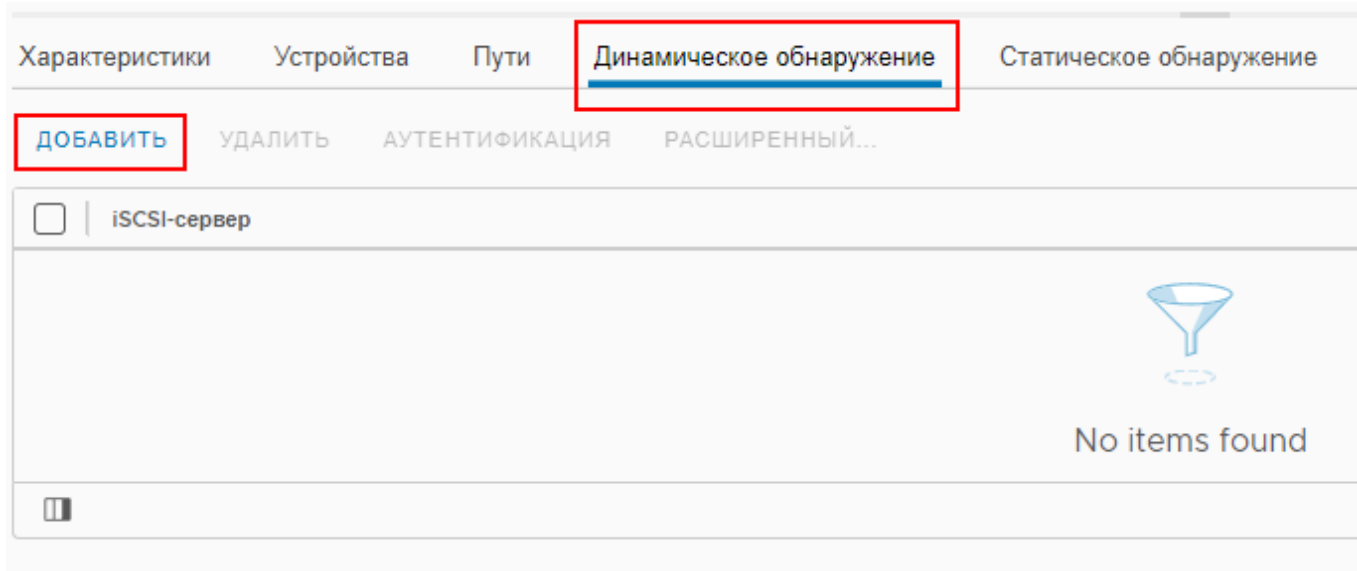 Характеристики Устройства Пути Динамическое обнаружение Статическое обнаружение
ДОБАВИТЬ УДАЛИТЬ АУТЕНТИФИКАЦИЯ РАСШИРЕННЫЙ...
iSCSI-сервер
No items found